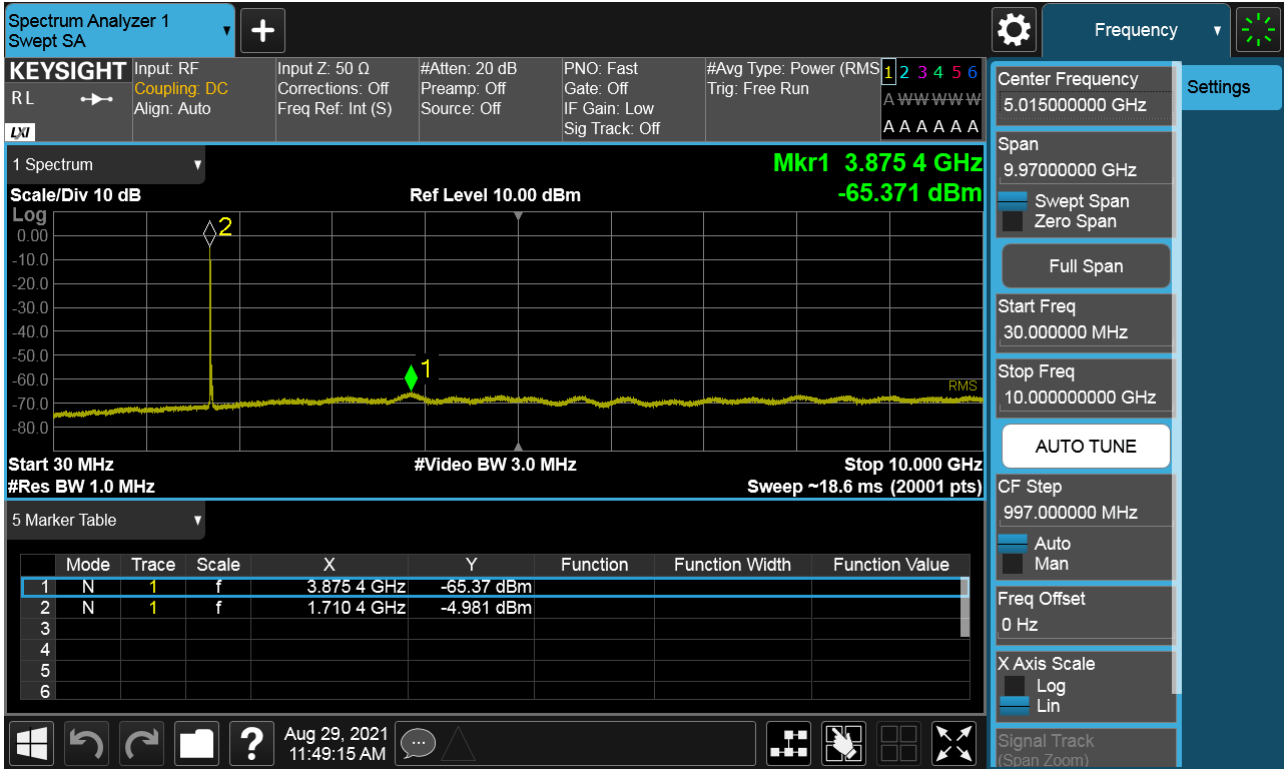 Spectrum Analyzer 1
Swept SA
Frequency
KEYSIGHT
R L
LXI
Input: RF
Coupling: DC
Align: Auto
Input Z: 50 Ω
Corrections: Off
Freq Ref: Int (S)
#Atten: 20 dB
Preamp: Off
Source: Off
PNO: Fast
Gate: Off
IF Gain: Low
Sig Track: Off
#Avg Type: Power (RMS
Trig: Free Run
1 2 3 4 5 6
A W W W W W
A A A A A A
Center Frequency
5.015000000 GHz
Settings
Span
9.97000000 GHz
Swept Span
Zero Span
Full Span
Start Freq
30.000000 MHz
Stop Freq
10.000000000 GHz
AUTO TUNE
CF Step
997.000000 MHz
Auto
Man
Freq Offset
0 Hz
X Axis Scale
Log
Lin
Signal Track
(Span Zoom)
1 Spectrum
Mkr1 3.875 4 GHz
-65.371 dBm
Scale/Div 10 dB
Ref Level 10.00 dBm
Log
0.00
-10.0
-20.0
-30.0
-40.0
-50.0
-60.0
-70.0
-80.0
2
1
RMS
Start 30 MHz
#Video BW 3.0 MHz
Stop 10.000 GHz
#Res BW 1.0 MHz
Sweep ~18.6 ms (20001 pts)
5 Marker Table
Mode Trace Scale X Y Function Function Width Function Value
1 N 1 f 3.875 4 GHz -65.37 dBm
2 N 1 f 1.710 4 GHz -4.981 dBm
3
4
5
6
?
Aug 29, 2021
11:49:15 AM